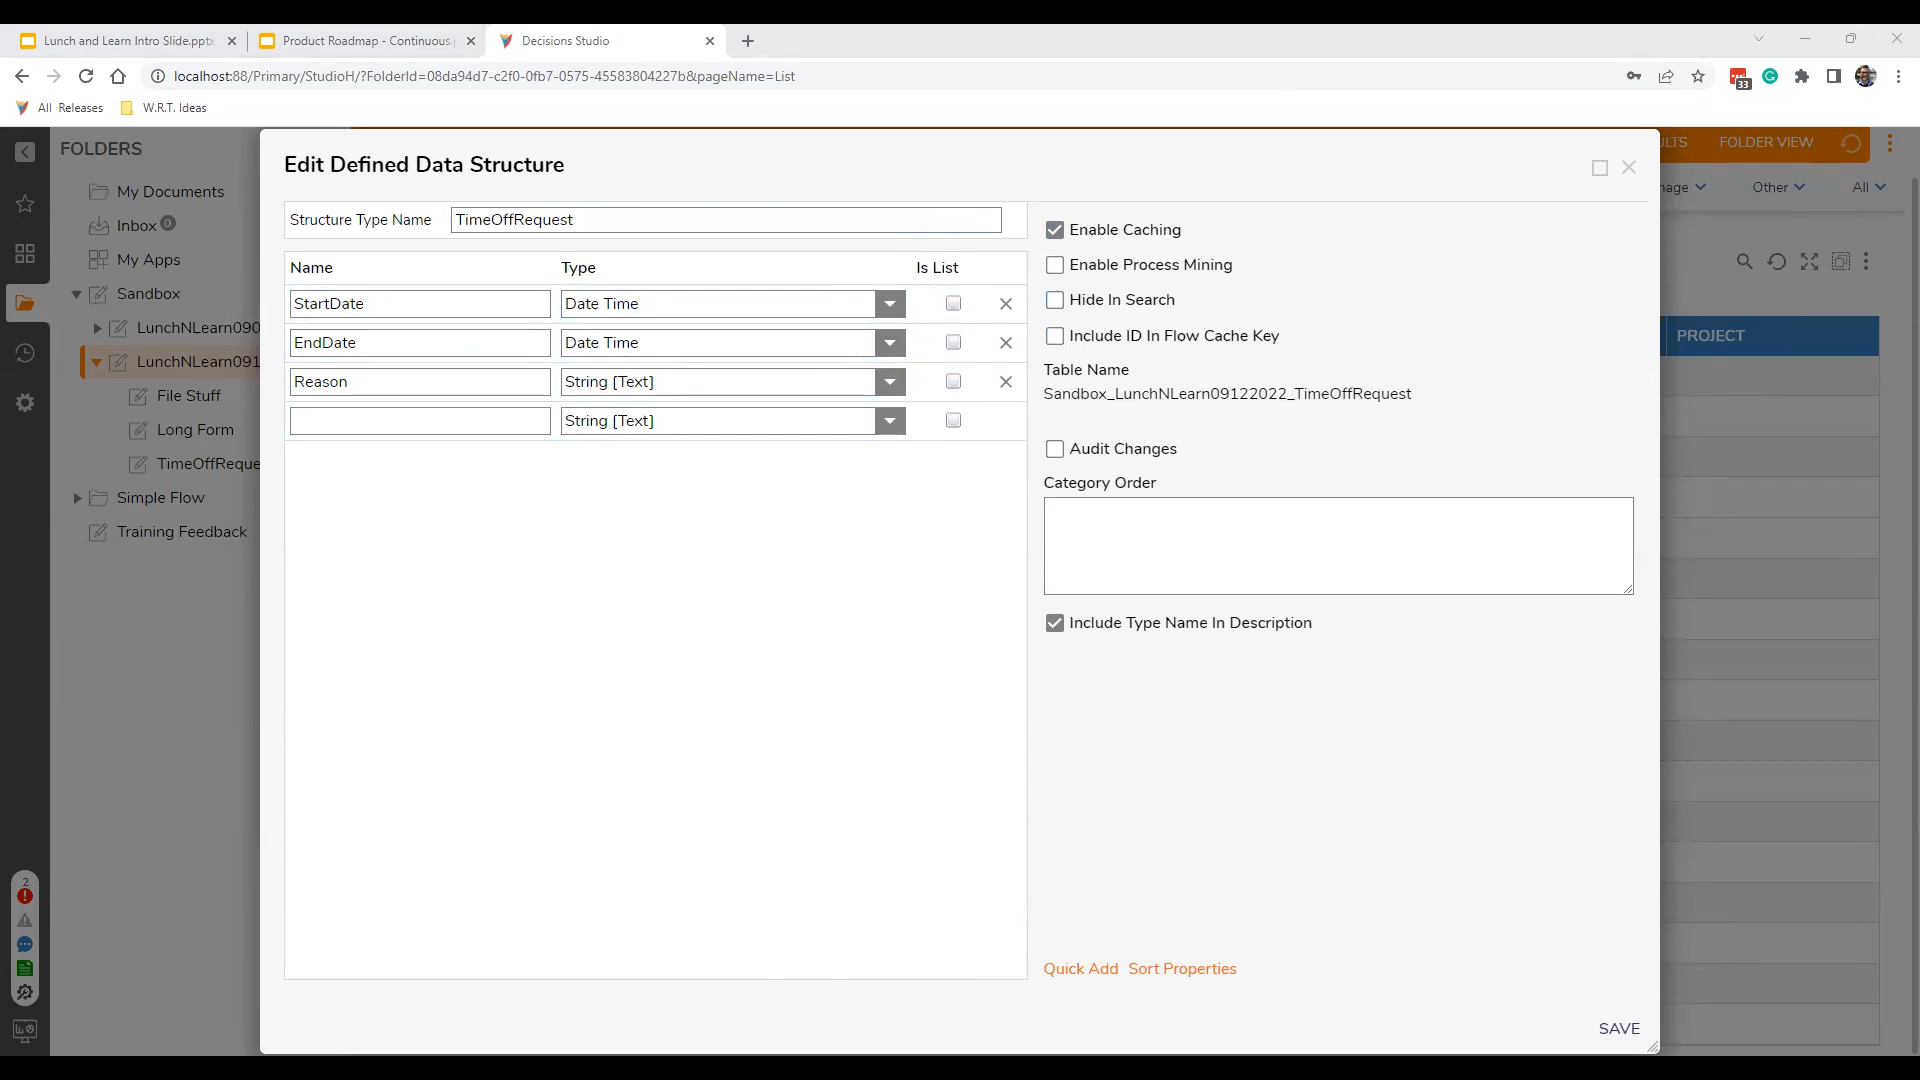 Lunch and Learn Intro Slide.pptx
Product Roadmap - Continuous.
Decisions Studio
localhost:88/Primary/StudioH/?FolderId=08da94d7-c2f0-0fb7-0575-45583804227b&pageName=List
33
All Releases
W.R.T. Ideas
FOLDERS
My Documents
Inbox 0
My Apps
Sandbox
LunchNLearn090
LunchNLearn091
File Stuff
Long Form
TimeOffReque
Simple Flow
Training Feedback
2
Edit Defined Data Structure
Structure Type Name
TimeOffRequest
Name
Type
Is List
StartDate
Date Time
EndDate
Date Time
Reason
String [Text]
String [Text]
Enable Caching
Enable Process Mining
Hide In Search
Include ID In Flow Cache Key
Table Name
Sandbox_LunchNLearn09122022_TimeOffRequest
Audit Changes
Category Order
Include Type Name In Description
Quick Add
Sort Properties
SAVE
ULTS
FOLDER VIEW
nage
Other
All
PROJECT